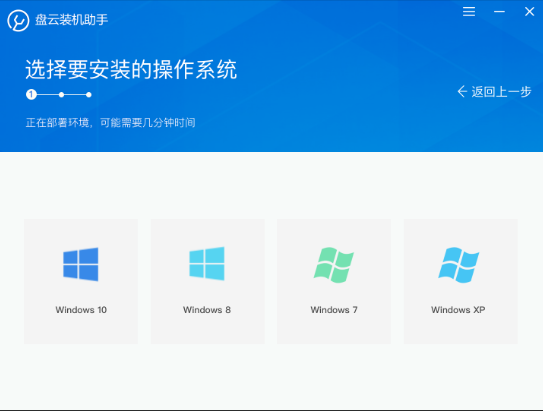 盘云装机助手
选择要安装的操作系统
1
返回上一步
正在部署环境，可能需要几分钟时间
Windows 10
Windows 8
Windows 7
Windows XP